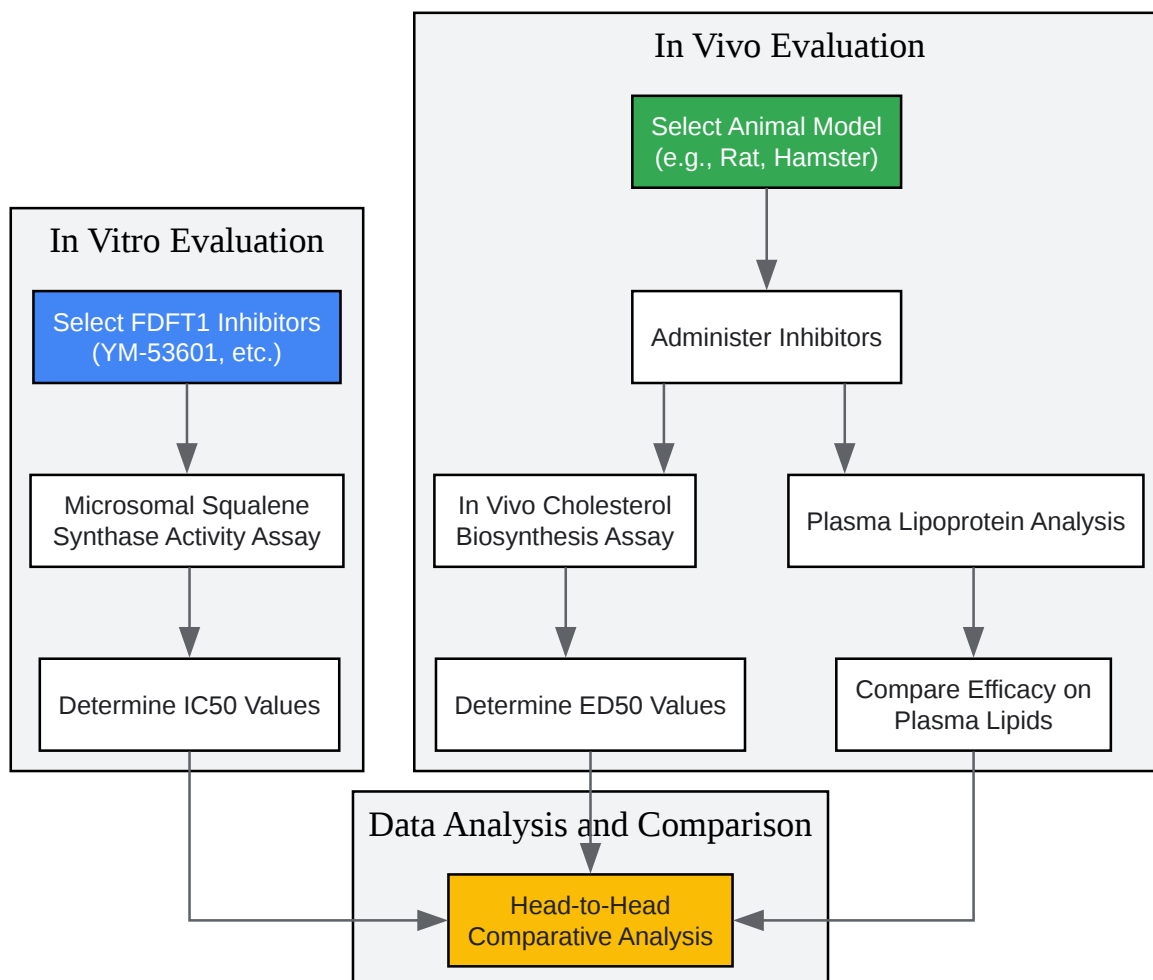 In Vitro Evaluation
Select FDFT1 Inhibitors
(YM-53601, etc.)
Microsomal Squalene
Synthase Activity Assay
Determine IC50 Values
In Vivo Evaluation
Select Animal Model
(e.g., Rat, Hamster)
Administer Inhibitors
In Vivo Cholesterol
Biosynthesis Assay
Plasma Lipoprotein Analysis
Determine ED50 Values
Compare Efficacy on
Plasma Lipids
Data Analysis and Comparison
Head-to-Head
Comparative Analysis